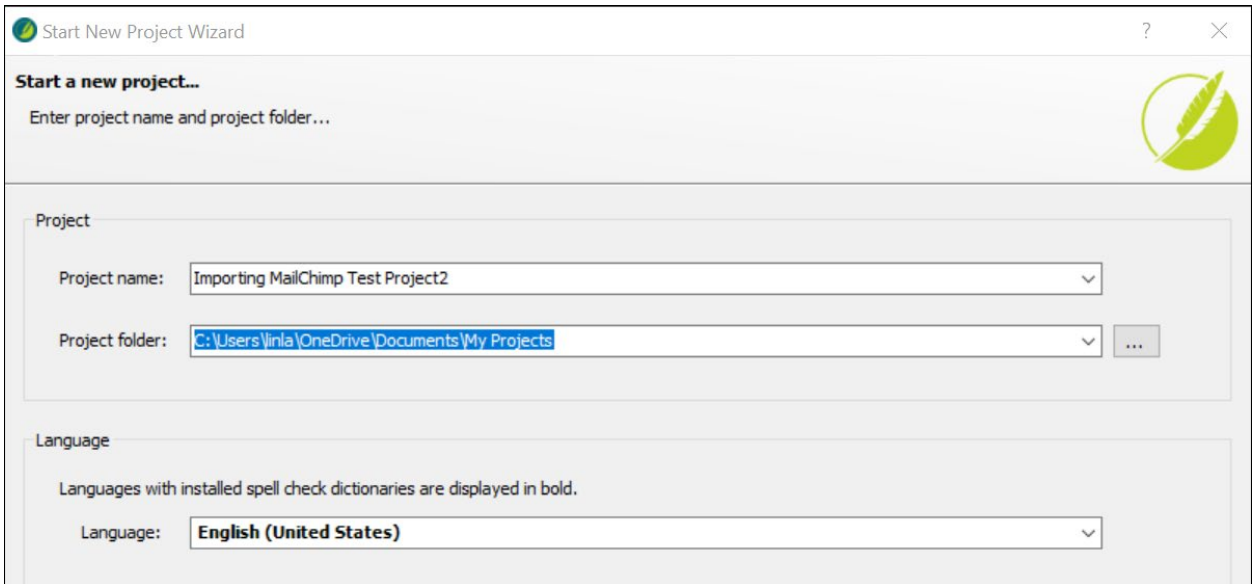 Start New Project Wizard
Start a new project...
Enter project name and project folder...
Project
Project name: Importing MailChimp Test Project2
Project folder: C:\Users\linla\OneDrive\Documents\My Projects ...
Language
Languages with installed spell check dictionaries are displayed in bold.
Language: English (United States)